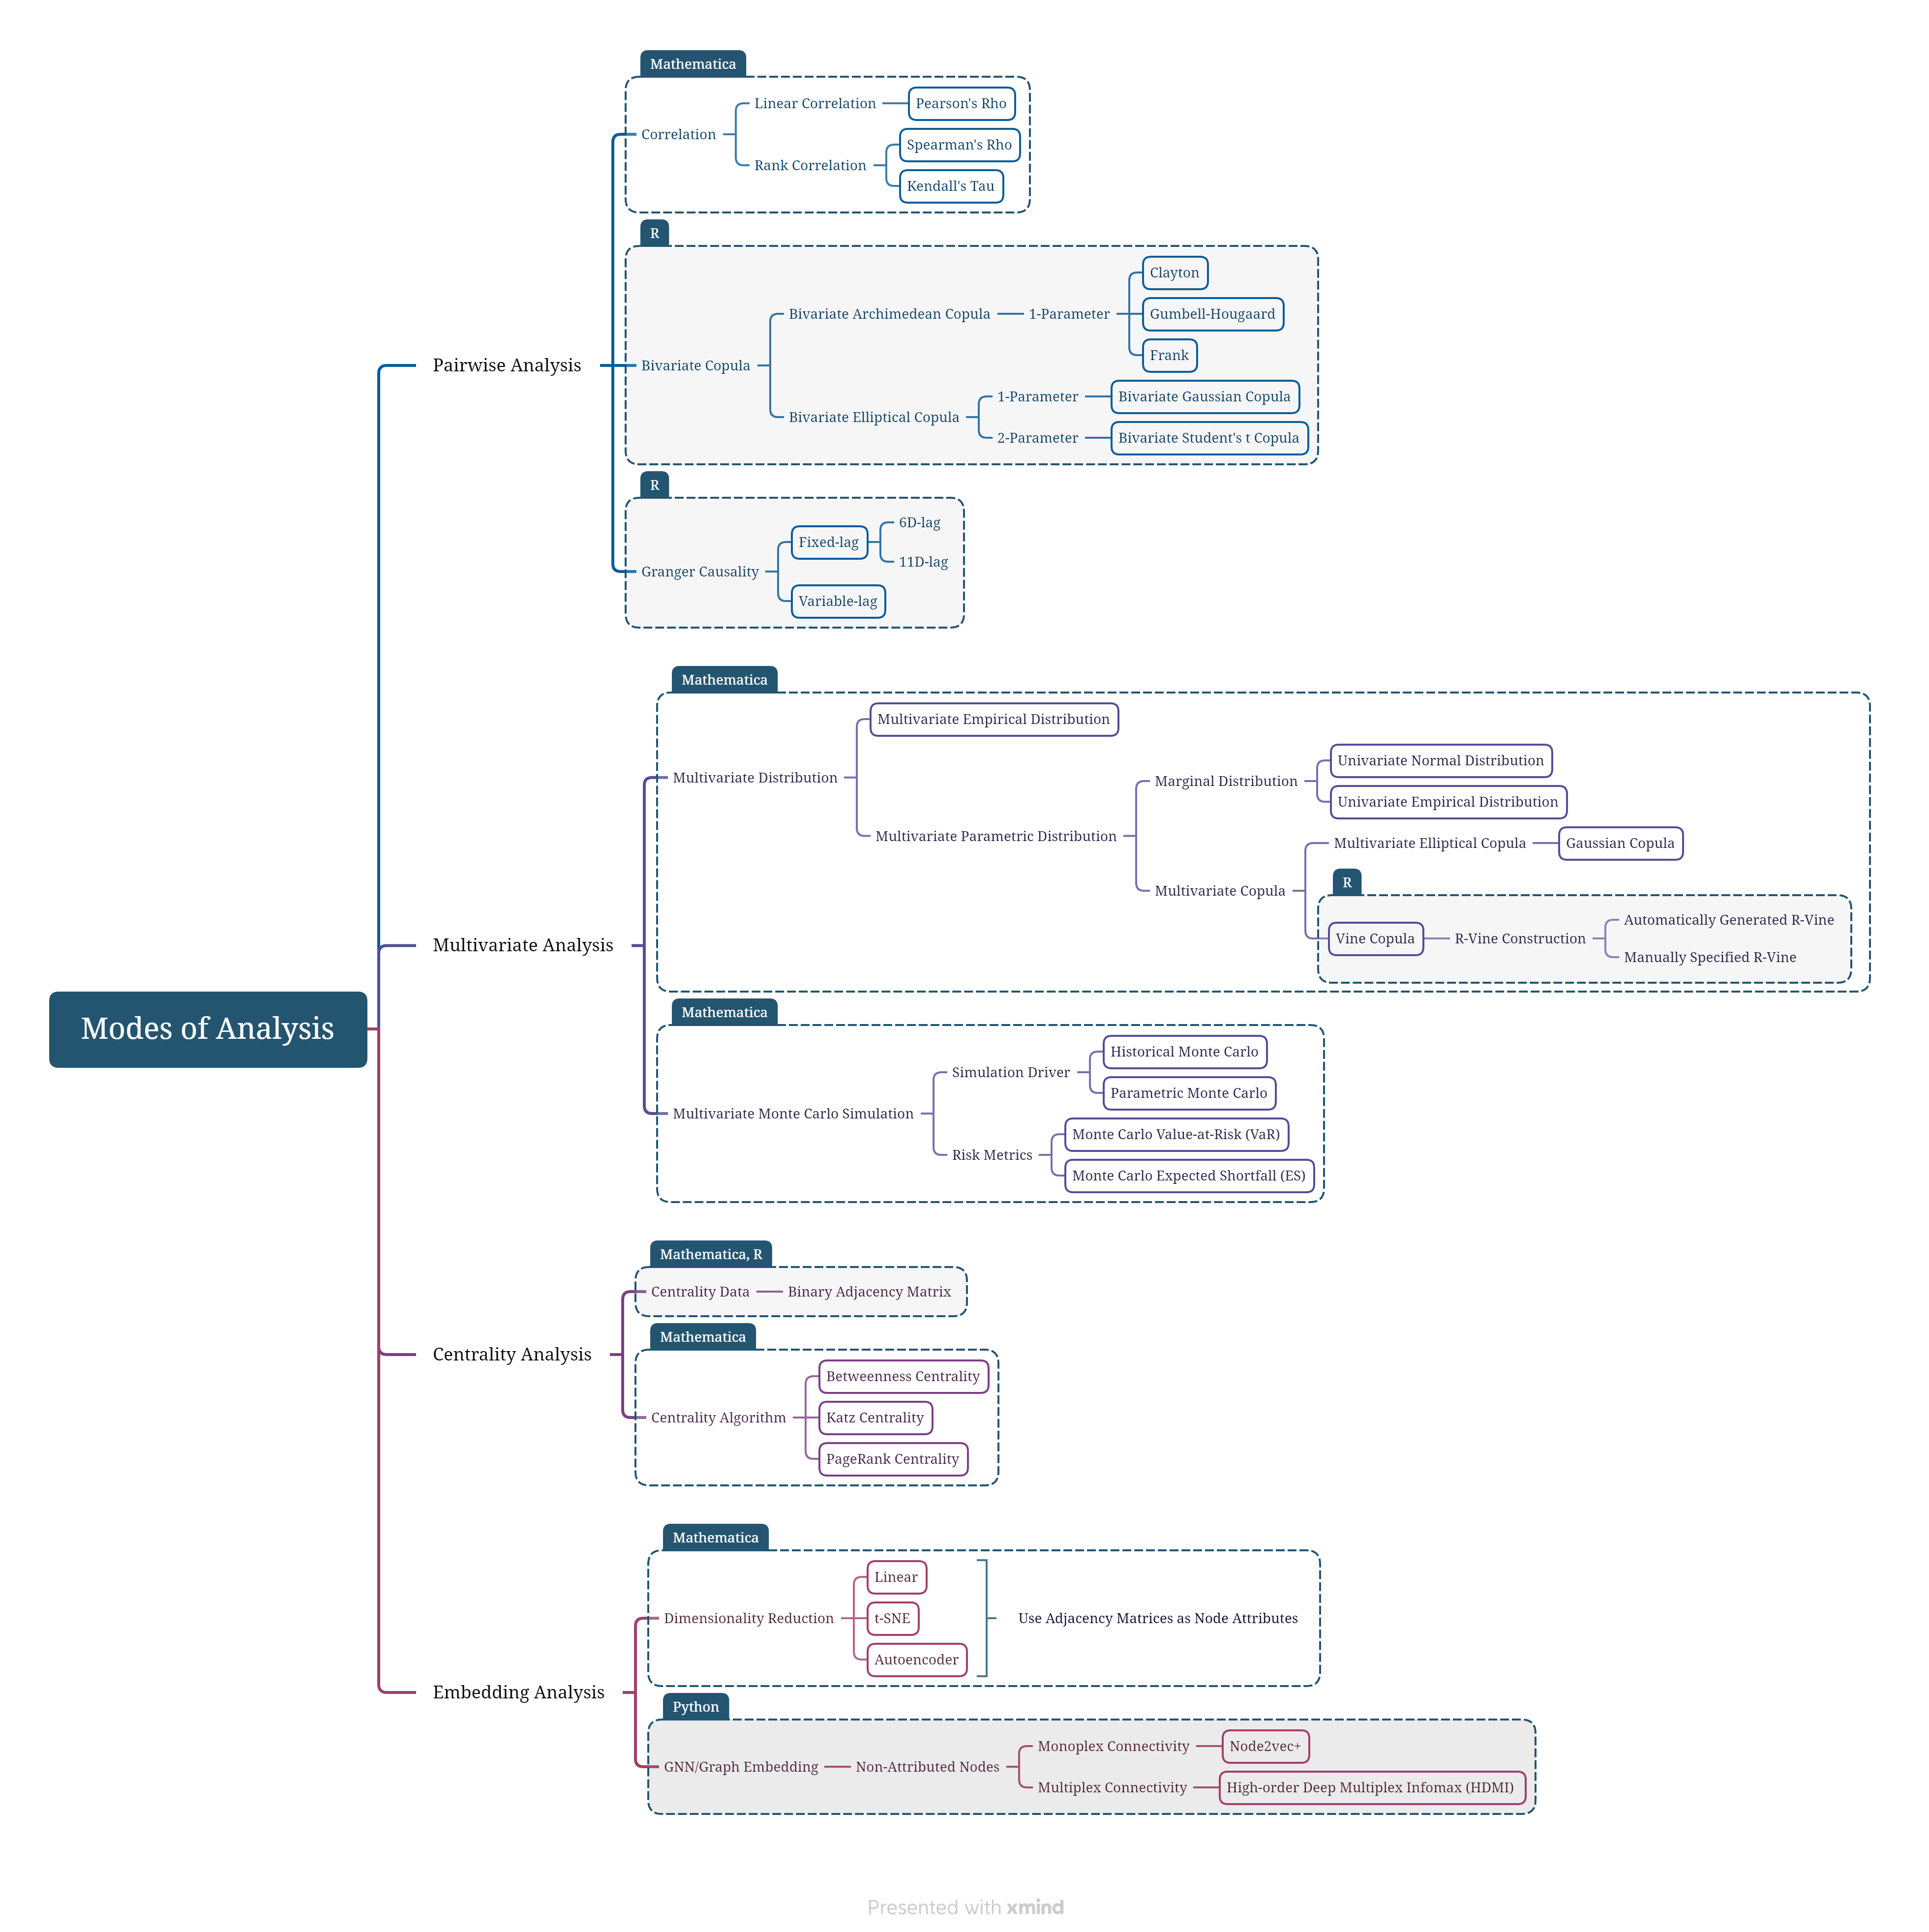 Mathematica
Linear Correlation
Pearson's Rho
Correlation
Spearman's Rho
Rank Correlation
Kendall's Tau
R
Clayton
Bivariate Archimedean Copula
1-Parameter
Gumbell-Hougaard
Frank
Pairwise Analysis
Bivariate Copula
1-Parameter
Bivariate Gaussian Copula
Bivariate Elliptical Copula
2-Parameter
Bivariate Student's t Copula
R
6D-lag
Fixed-lag
11D-lag
Granger Causality
Variable-lag
Mathematica
Multivariate Empirical Distribution
Univariate Normal Distribution
Multivariate Distribution
Marginal Distribution
Univariate Empirical Distribution
Multivariate Parametric Distribution
Multivariate Elliptical Copula
Gaussian Copula
Multivariate Copula
R
Automatically Generated R-Vine
Vine Copula
R-Vine Construction
Manually Specified R-Vine
Multivariate Analysis
Modes of Analysis
Mathematica
Historical Monte Carlo
Simulation Driver
Parametric Monte Carlo
Multivariate Monte Carlo Simulation
Monte Carlo Value-at-Risk (VaR)
Risk Metrics
Monte Carlo Expected Shortfall (ES)
Mathematica, R
Centrality Data
Binary Adjacency Matrix
Mathematica
Centrality Analysis
Betweenness Centrality
Centrality Algorithm
Katz Centrality
PageRank Centrality
Mathematica
Linear
Dimensionality Reduction
t-SNE
Use Adjacency Matrices as Node Attributes
Autoencoder
Embedding Analysis
Python
Monoplex Connectivity
Node2vec+
GNN/Graph Embedding
Non-Attributed Nodes
Multiplex Connectivity
High-order Deep Multiplex Infomax (HDMI)
Presented with xmind